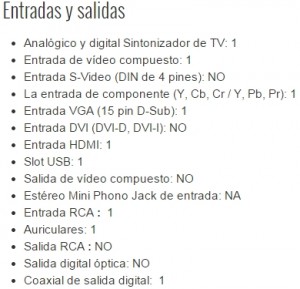 Entradas y salidas
• Analógico y digital Sintonizador de TV: 1
• Entrada de vídeo compuesto: 1
• Entrada S-Video (DIN de 4 pines): NO
• La entrada de componente (Y, Cb, Cr / Y, Pb, Pr): 1
• Entrada VGA (15 pin D-Sub): 1
• Entrada DVI (DVI-D, DVI-I): NO
• Entrada HDMI: 1
• Slot USB: 1
• Salida de vídeo compuesto: NO
• Estéreo Mini Phono Jack de entrada: NA
• Entrada RCA : 1
• Auriculares: 1
• Salida RCA : NO
• Salida digital óptica: NO
• Coaxial de salida digital: 1